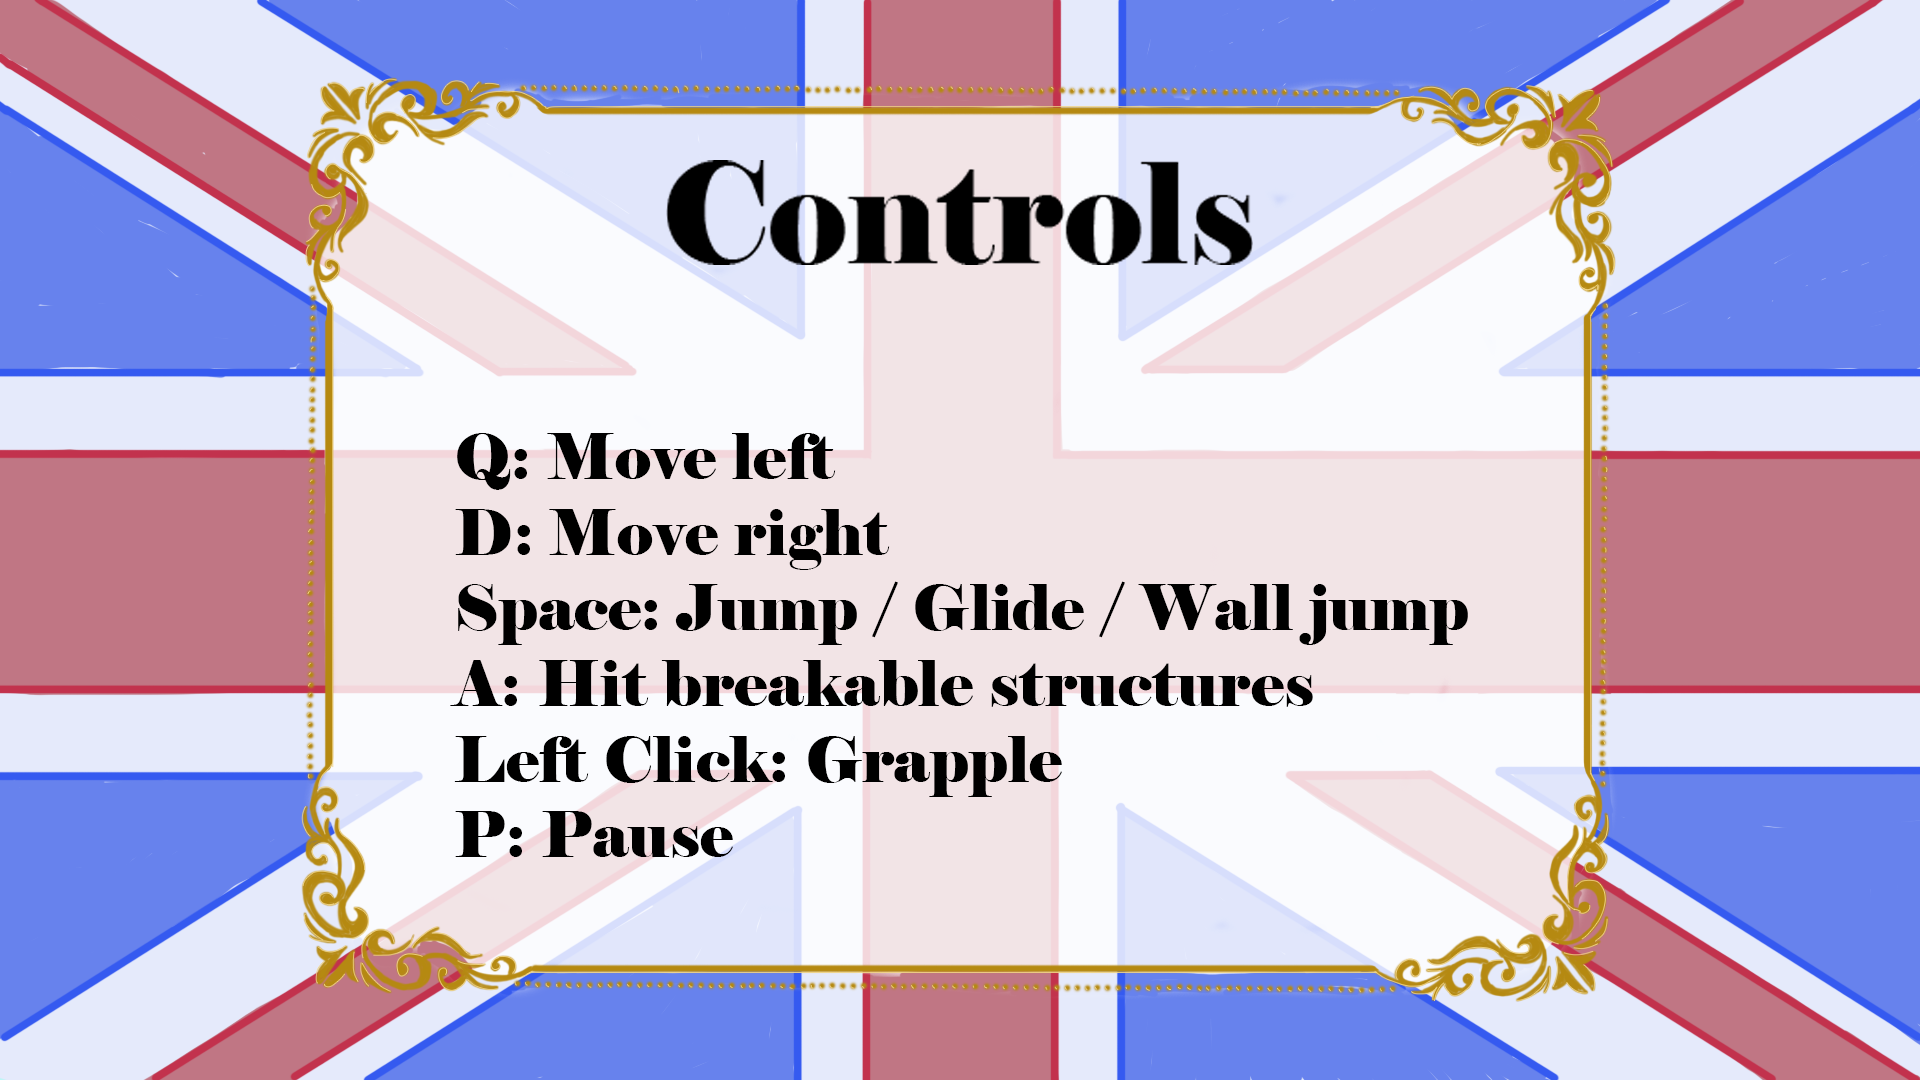 Controls
Q: Move left
D: Move right
Space: Jump / Glide / Wall jump
A: Hit breakable structures
Left Click: Grapple
P: Pause